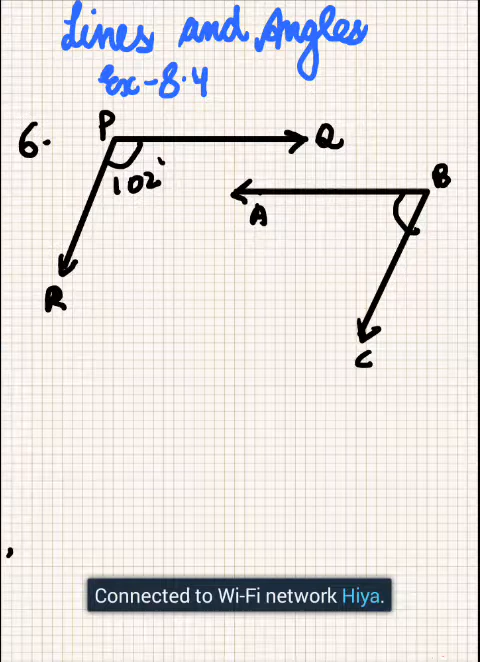 Lines and Angles
Ex-8.4
6.
P
Q
102°
B
A
R
C
,
Connected to Wi-Fi network Hiya.